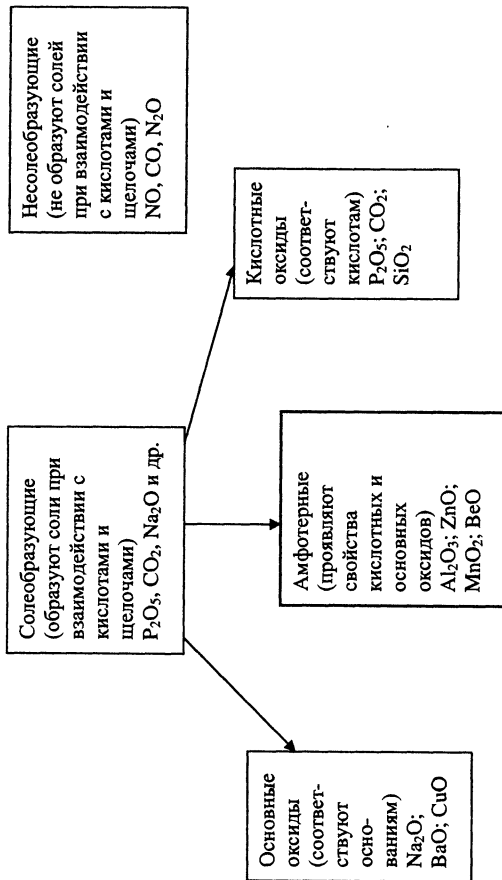 Солеобразующие
(образуют соли при
взаимодействии с
кислотами и
щелочами)
P₂O₅, CO₂, Na₂O и др.
Несолеобразующие
(не образуют солей
при взаимодействии
с кислотами и
щелочами)
NO, CO, N₂O
Основные
оксиды
(соответ-
ствуют
осно-
ваниям)
Na₂O;
BaO; CuO
Амфотерные
(проявляют
свойства
кислотных и
основных
оксидов)
Al₂O₃; ZnO;
MnO₂; BeO
Кислотные
оксиды
(соответ-
ствуют
кислотам)
P₂O₅; CO₂;
SiO₂